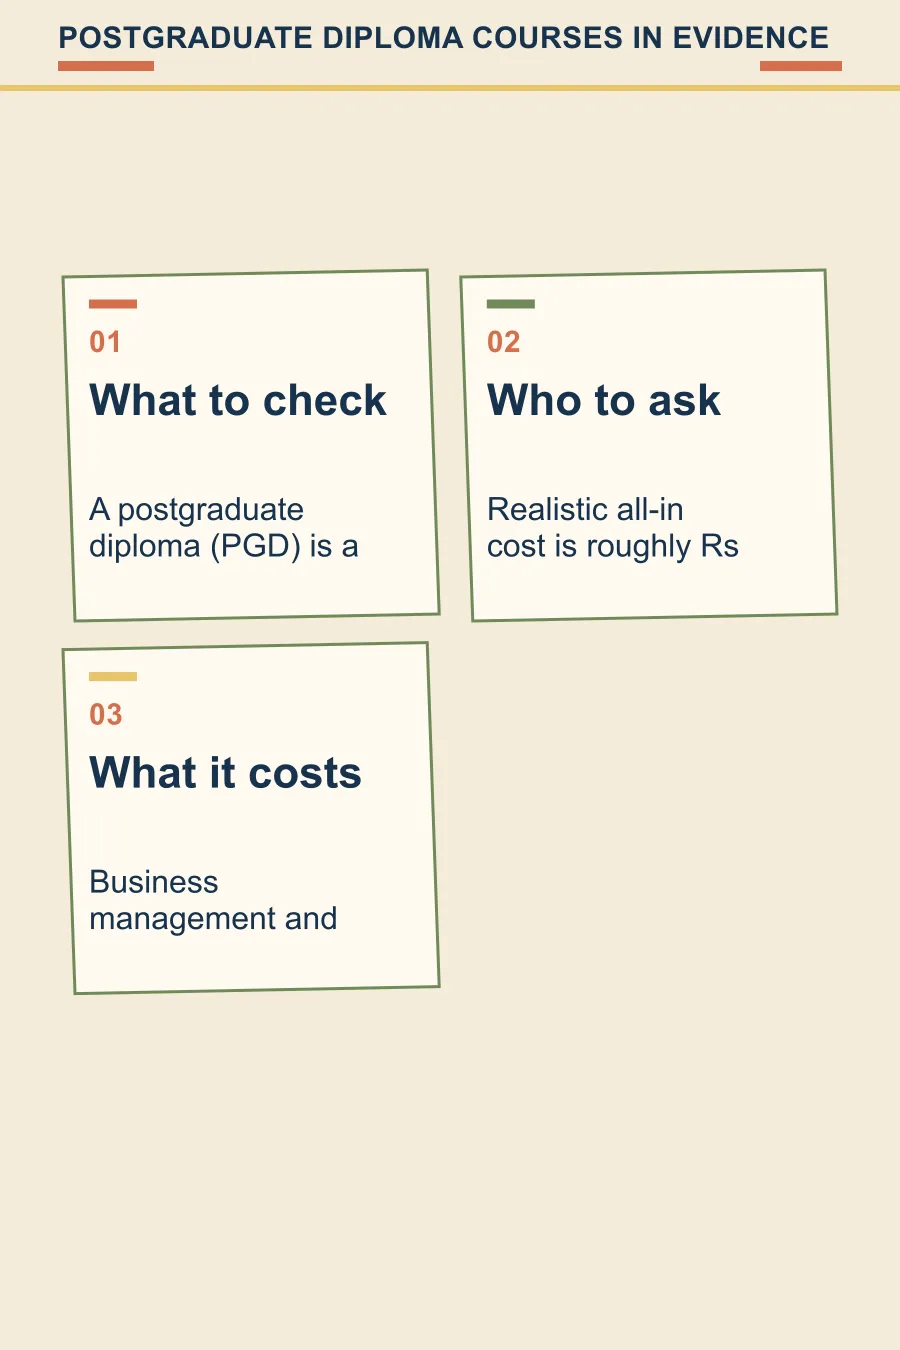 POSTGRADUATE DIPLOMA COURSES IN EVIDENCE
01
What to check
A postgraduate
diploma (PGD) is a
02
Who to ask
Realistic all-in
cost is roughly Rs
03
What it costs
Business
management and